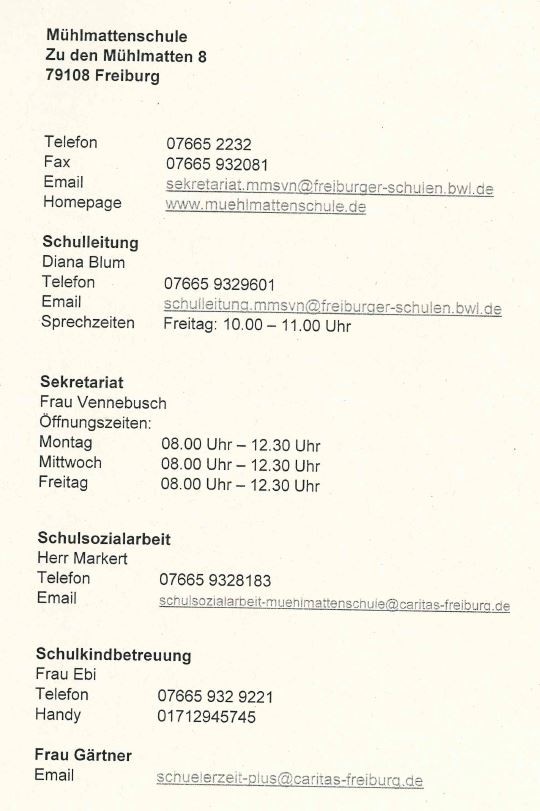 Mühlmattenschule
Zu den Mühlmatten 8
79108 Freiburg
Telefon 07665 2232
Fax 07665 932081
Email sekretariat.mmsvn@freiburger-schulen.bwl.de
Homepage www.muehlmattenschule.de
Schulleitung
Diana Blum
Telefon 07665 9329601
Email schulleitung.mmsvn@freiburger-schulen.bwl.de
Sprechzeiten Freitag: 10.00 – 11.00 Uhr
Sekretariat
Frau Vennebusch
Öffnungszeiten:
Montag 08.00 Uhr – 12.30 Uhr
Mittwoch 08.00 Uhr – 12.30 Uhr
Freitag 08.00 Uhr – 12.30 Uhr
Schulsozialarbeit
Herr Markert
Telefon 07665 9328183
Email schulsozialarbeit-muehlmattenschule@caritas-freiburg.de
Schulkindbetreuung
Frau Ebi
Telefon 07665 932 9221
Handy 01712945745
Frau Gärtner
Email schuelerzeit-plus@caritas-freiburg.de